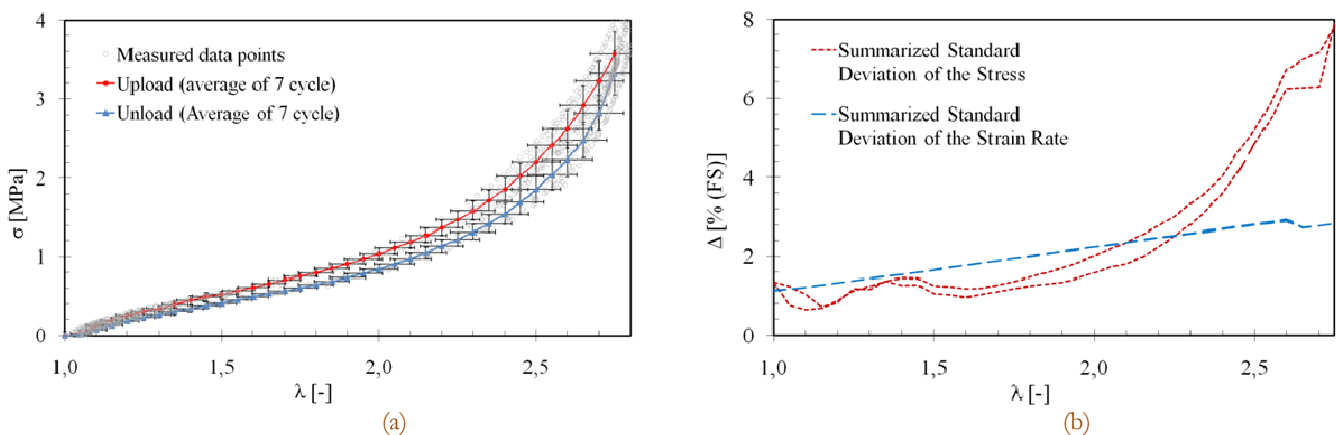 4
3
2
1
0
σ [MPa]
Measured data points
Upload (average of 7 cycle)
Unload (Average of 7 cycle)
1,0 1,5 2,0 2,5
λ [-]
(a)
8
6
4
2
0
Δ [% (FS)]
Summarized Standard
Deviation of the Stress
Summarized Standard
Deviation of the Strain Rate
1,0 1,5 2,0 2,5
λ [-]
(b)